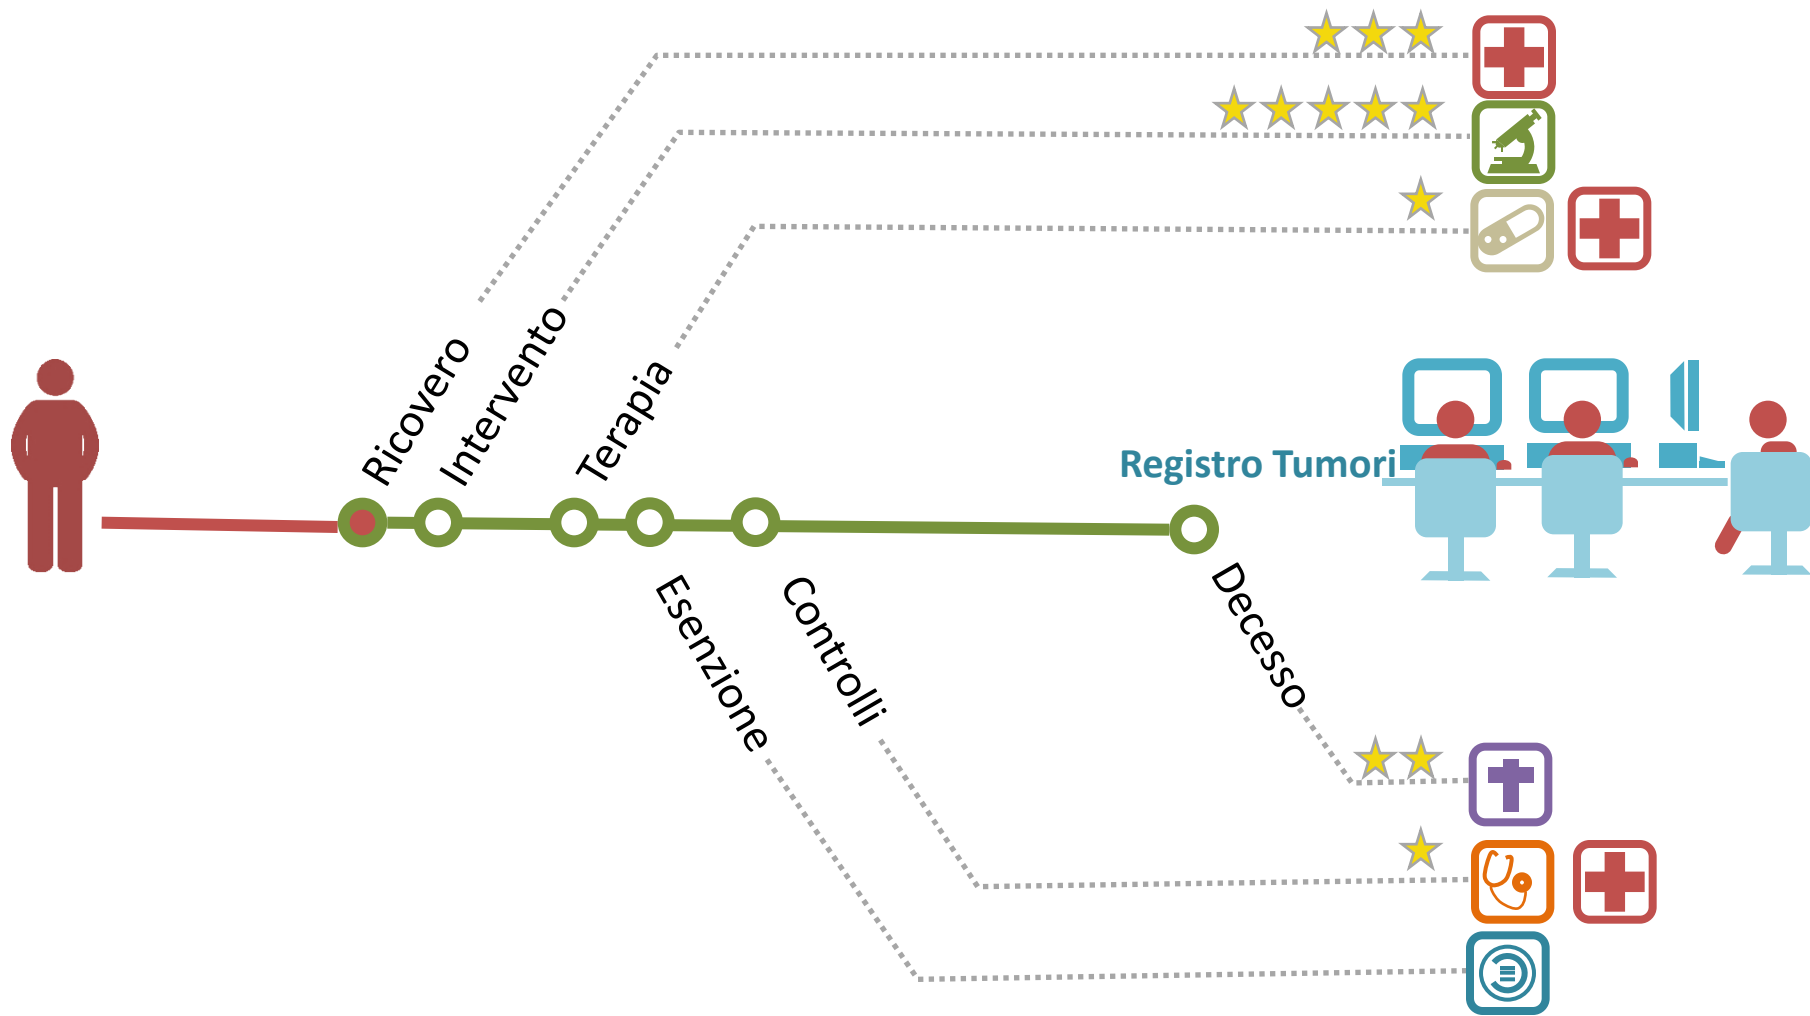 Ricovero
Intervento
Terapia
Registro Tumori
Esenzione
Controlli
Decesso